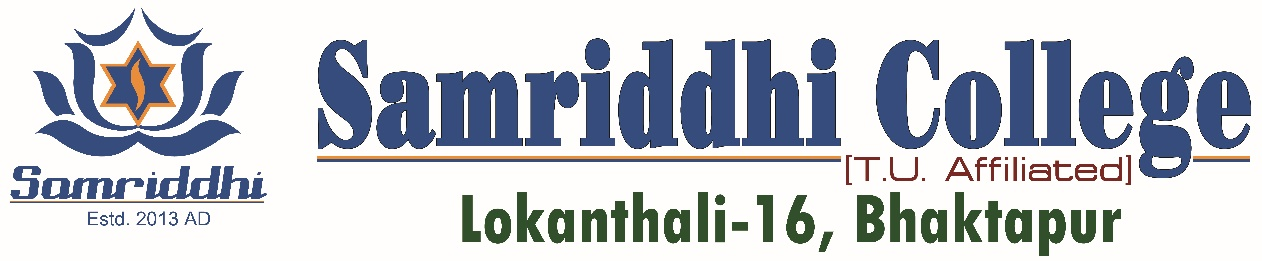 Samriddhi
Estd. 2013 AD
Samriddhi College
[T.U. Affiliated]
Lokanthali-16, Bhaktapur